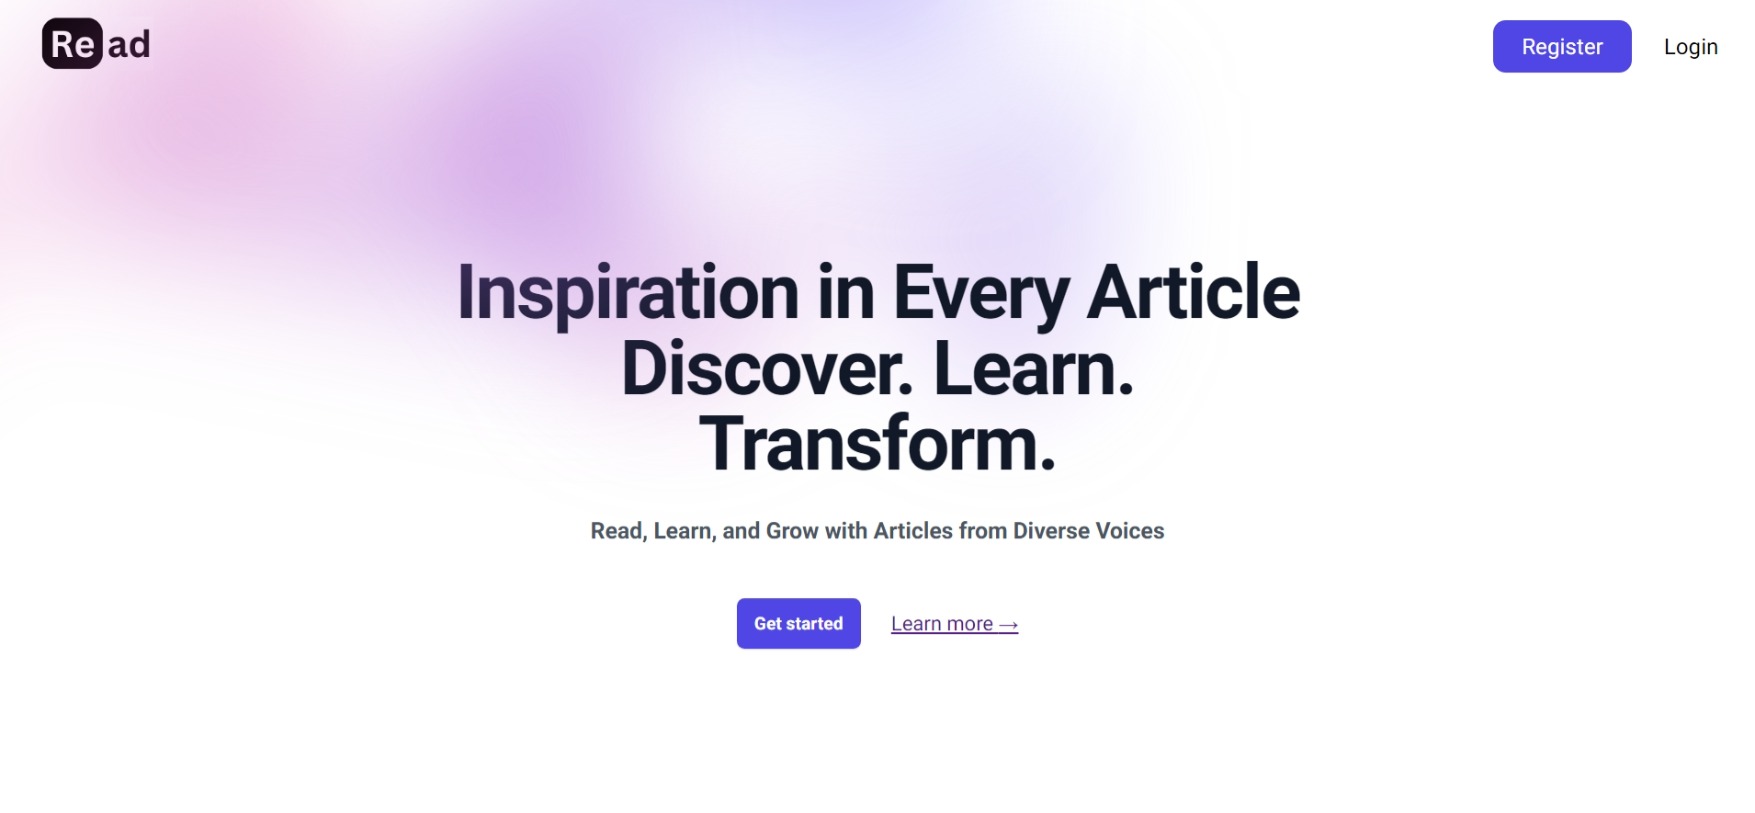 Read
Register
Login
Inspiration in Every Article
Discover. Learn.
Transform.
Read, Learn, and Grow with Articles from Diverse Voices
Get started
Learn more →